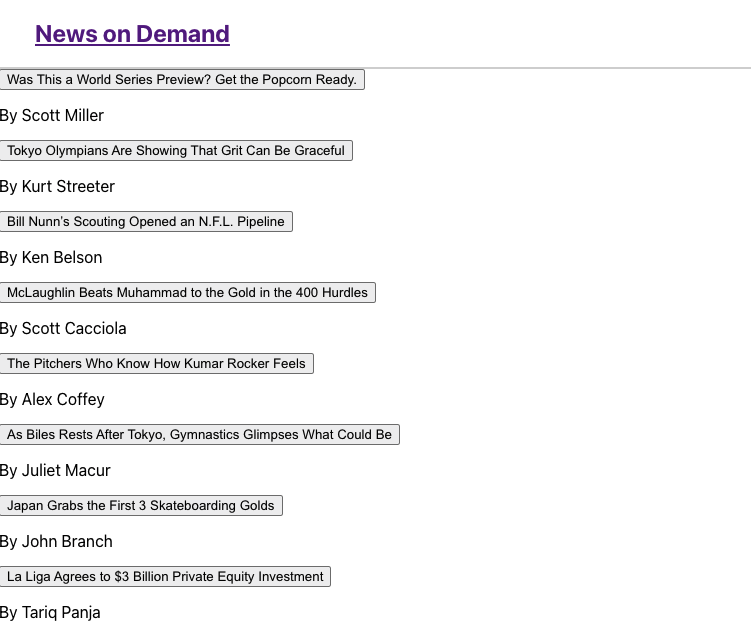 News on Demand
Was This a World Series Preview? Get the Popcorn Ready.
By Scott Miller
Tokyo Olympians Are Showing That Grit Can Be Graceful
By Kurt Streeter
Bill Nunn’s Scouting Opened an N.F.L. Pipeline
By Ken Belson
McLaughlin Beats Muhammad to the Gold in the 400 Hurdles
By Scott Cacciola
The Pitchers Who Know How Kumar Rocker Feels
By Alex Coffey
As Biles Rests After Tokyo, Gymnastics Glimpses What Could Be
By Juliet Macur
Japan Grabs the First 3 Skateboarding Golds
By John Branch
La Liga Agrees to $3 Billion Private Equity Investment
By Tariq Panja